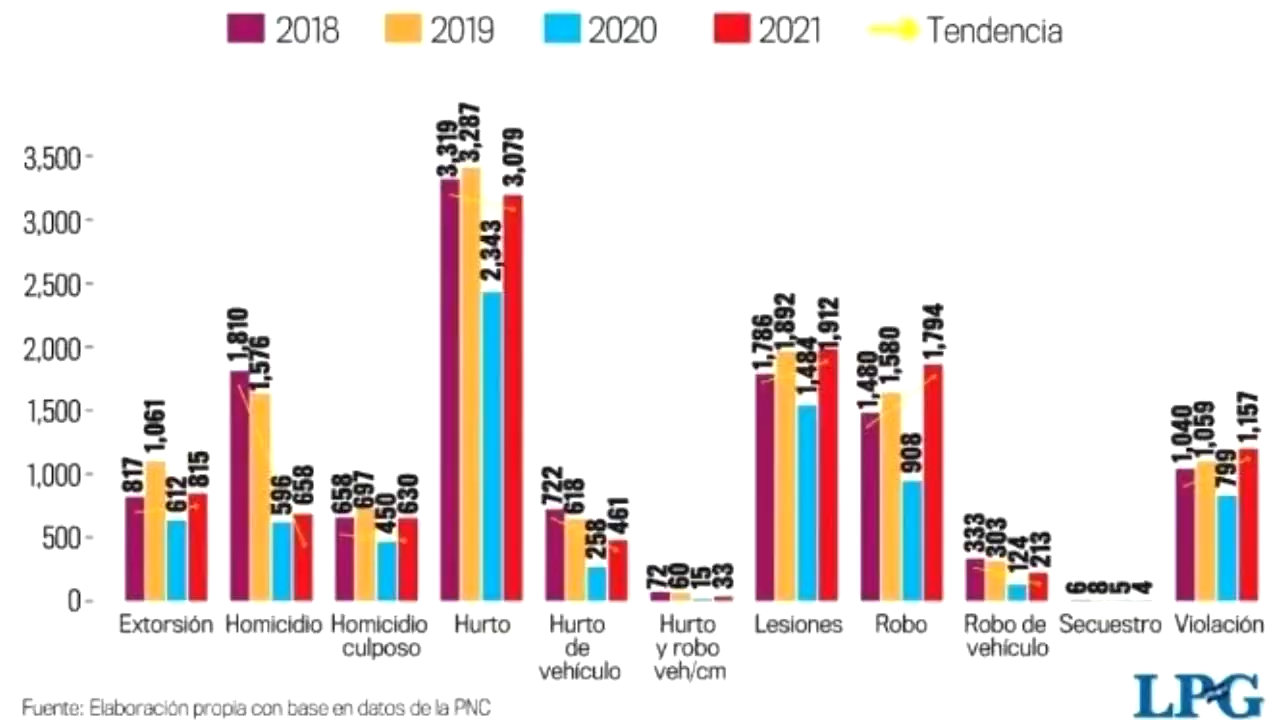 2018 2019 2020 2021 Tendencia
3,500
3,000
2,500
2,000
1,500
1,000
500
0
817 1,061 612 815
1,810 1,576 596 658
658 697 450 630
3,319 3,287 2,343 3,079
722 618 258 461
72 60 15 33
1,786 1,892 1,484 1,912
1,480 1,580 908 1,794
333 303 124 213
6 8 5 4
1,040 1,059 799 1,157
Extorsión
Homicidio
Homicidio
culposo
Hurto
Hurto
de
vehículo
Hurto
y robo
veh/cm
Lesiones
Robo
Robo de
vehículo
Secuestro
Violación
Fuente: Elaboración propia con base en datos de la PNC
LPG